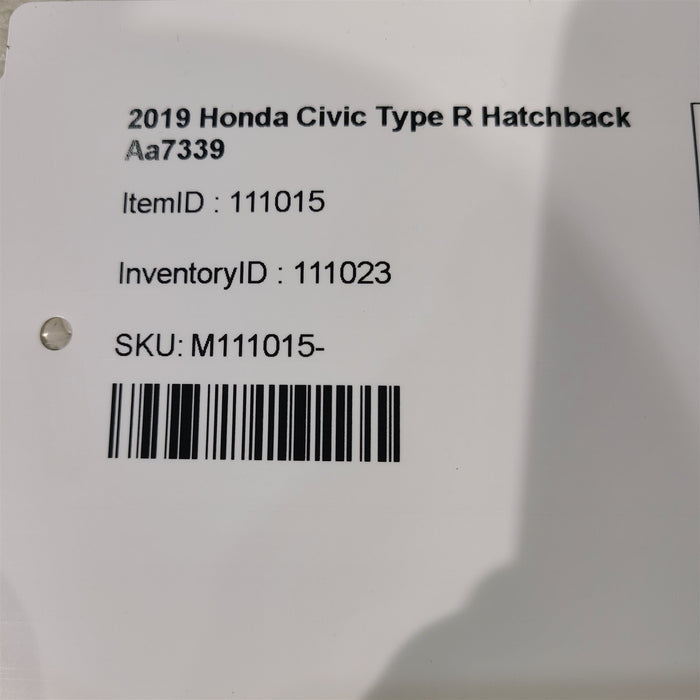 2019 Honda Civic Type R Hatchback
Aa7339
ItemID : 111015
InventoryID : 111023
SKU: M111015-